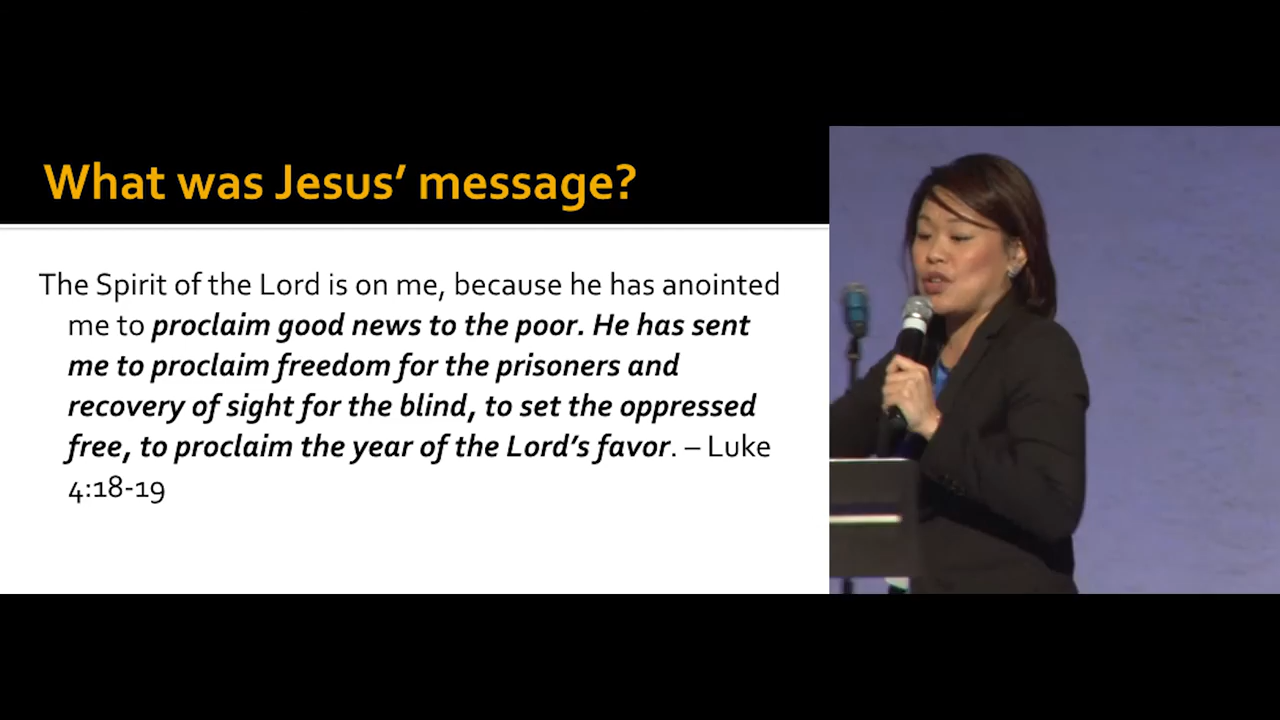 What was Jesus’ message?
The Spirit of the Lord is on me, because he has anointed
me to proclaim good news to the poor. He has sent
me to proclaim freedom for the prisoners and
recovery of sight for the blind, to set the oppressed
free, to proclaim the year of the Lord’s favor. – Luke
4:18-19